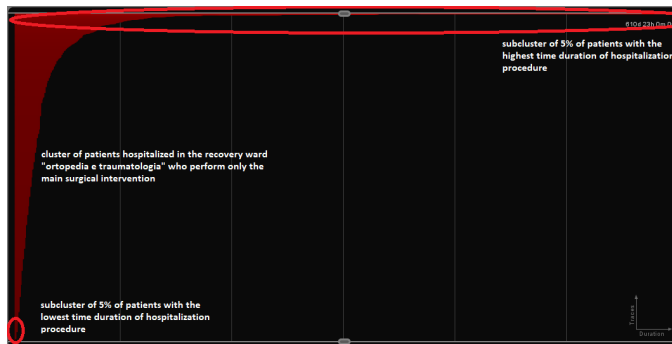 610d 23h 0m 0
subcluster of 5% of patients with the
highest time duration of hospitalization
procedure
cluster of patients hospitalized in the recovery ward
"ortopedia e traumatologia" who perform only the
main surgical intervention
subcluster of 5% of patients with the
lowest time duration of hospitalization
procedure
Traces
Duration